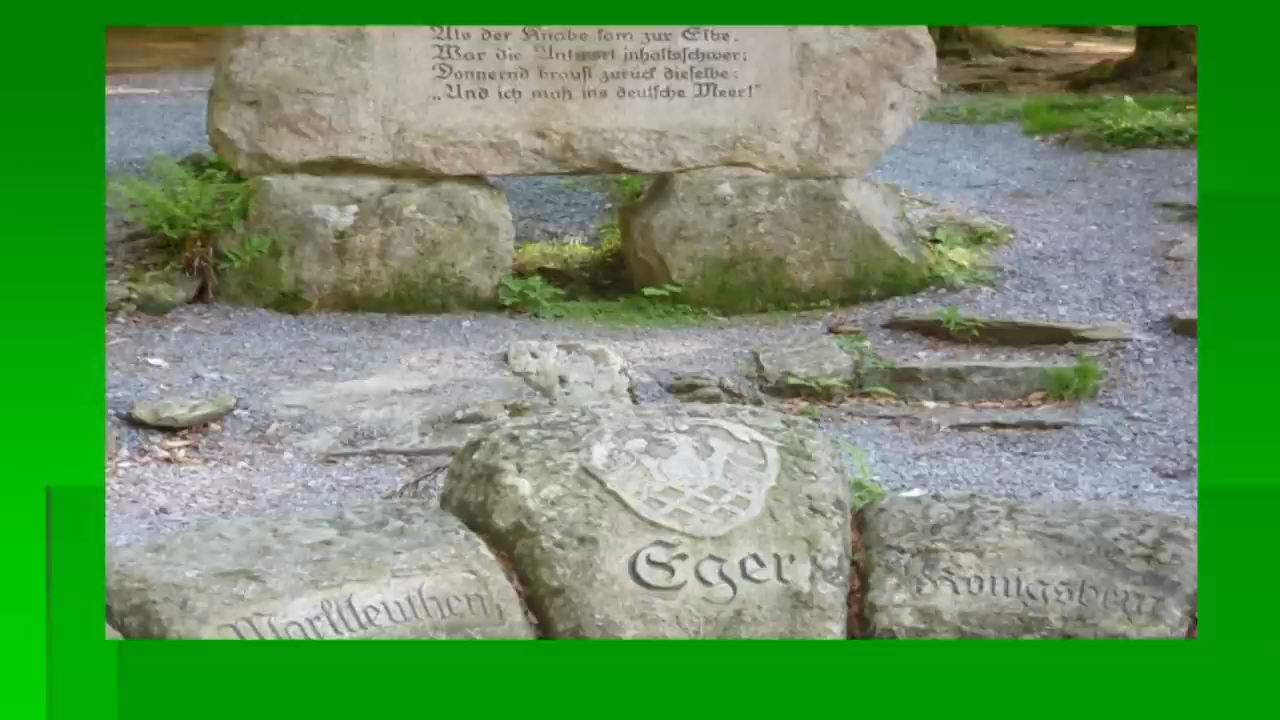 Als der Knabe kam zur Elbe.
War die Antwort inhaltsschwer:
Donnernd braust zurück dieselbe:
„Und ich muß ins deutsche Meer!"
Eger
Marktleuthen
Königsberg